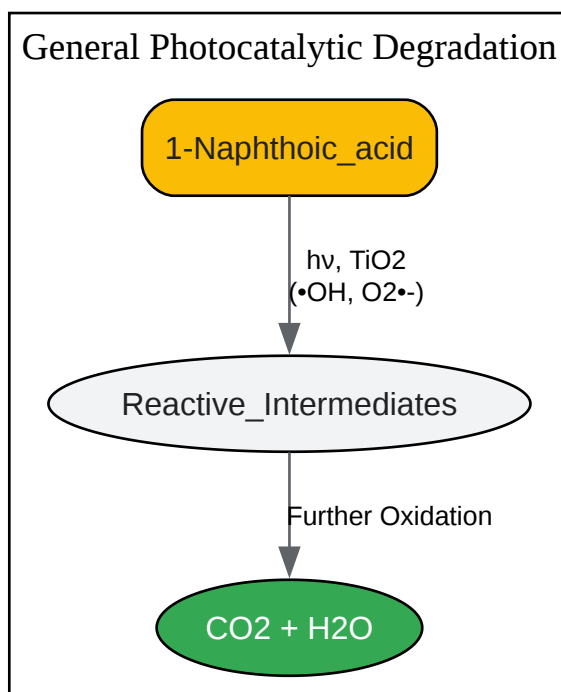 General Photocatalytic Degradation
1-Naphthoic_acid
hν, TiO2
(•OH, O2•-)
Reactive_Intermediates
Further Oxidation
CO2 + H2O